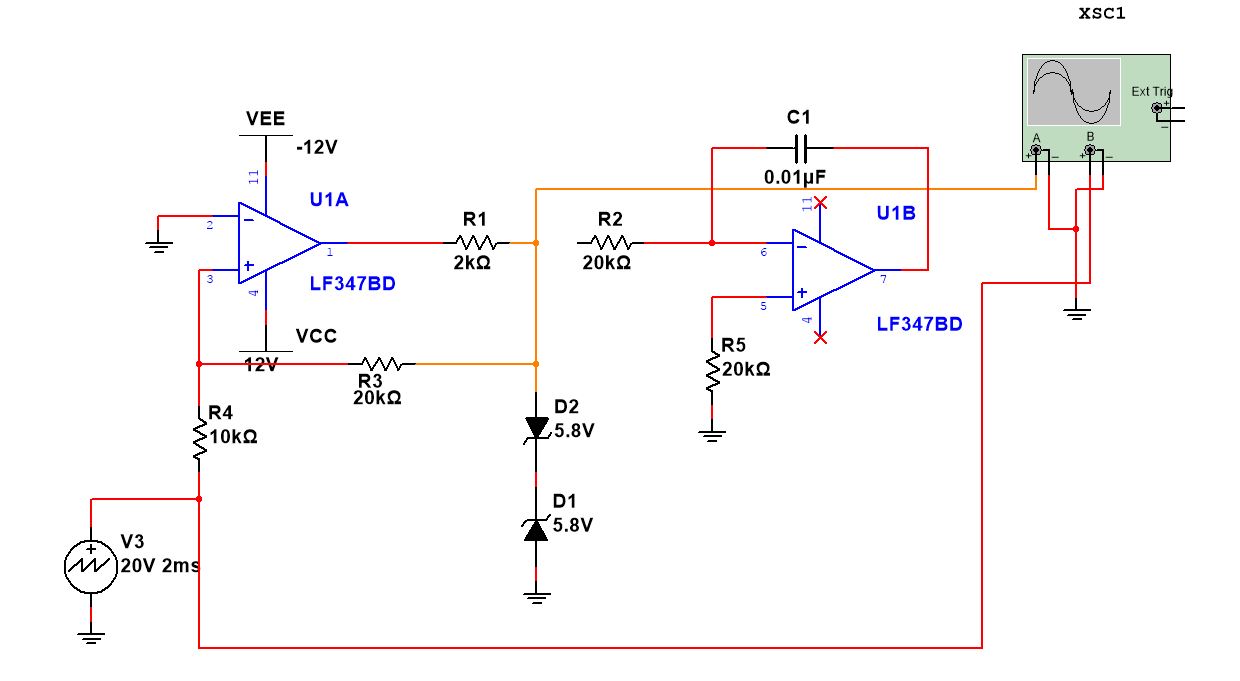 XSC1
Ext Trig
+
−
A
B
+ − + −
VEE
-12V
11
U1A
2
3
1
4
LF347BD
VCC
12V
R1
2kΩ
R2
20kΩ
C1
0.01µF
11
U1B
6
5
7
4
LF347BD
R5
20kΩ
R3
20kΩ
R4
10kΩ
D2
5.8V
D1
5.8V
V3
20V 2ms